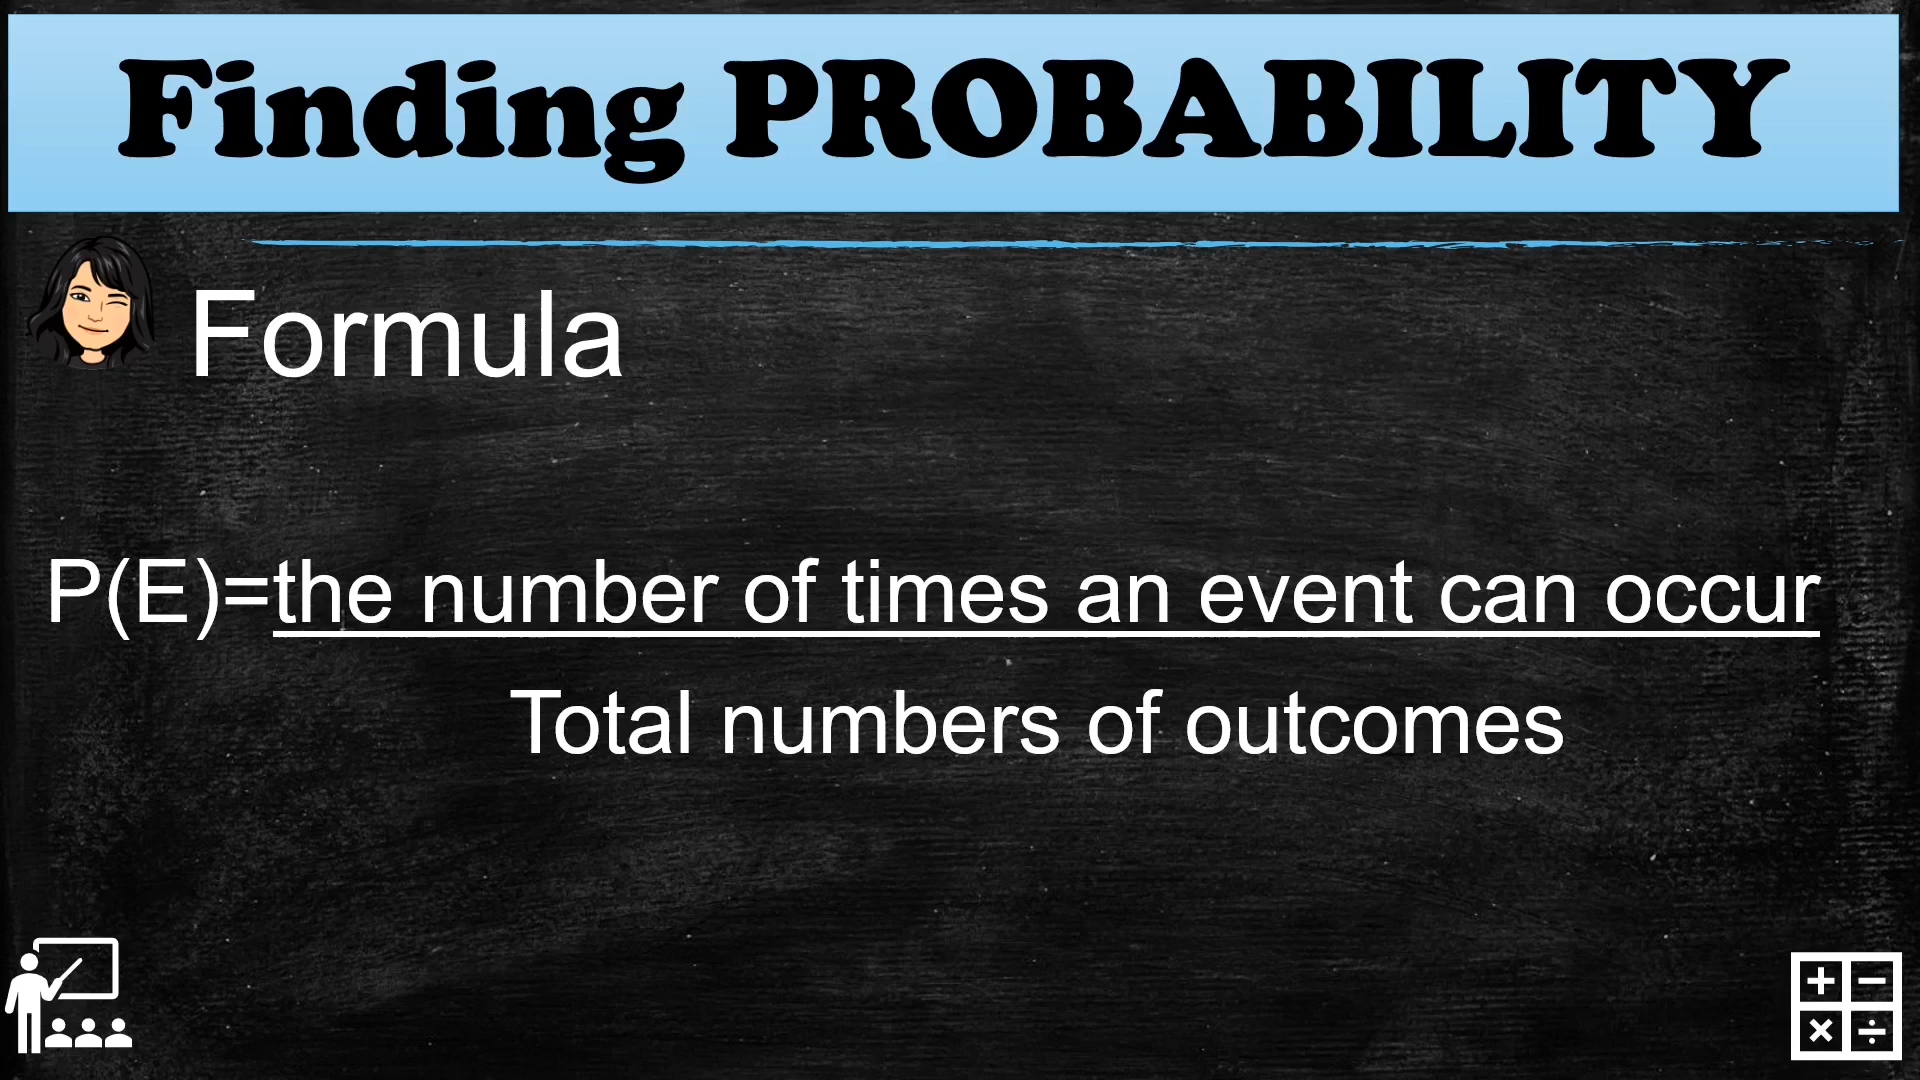 Finding PROBABILITY
Formula
P(E)=the number of times an event can occur
Total numbers of outcomes